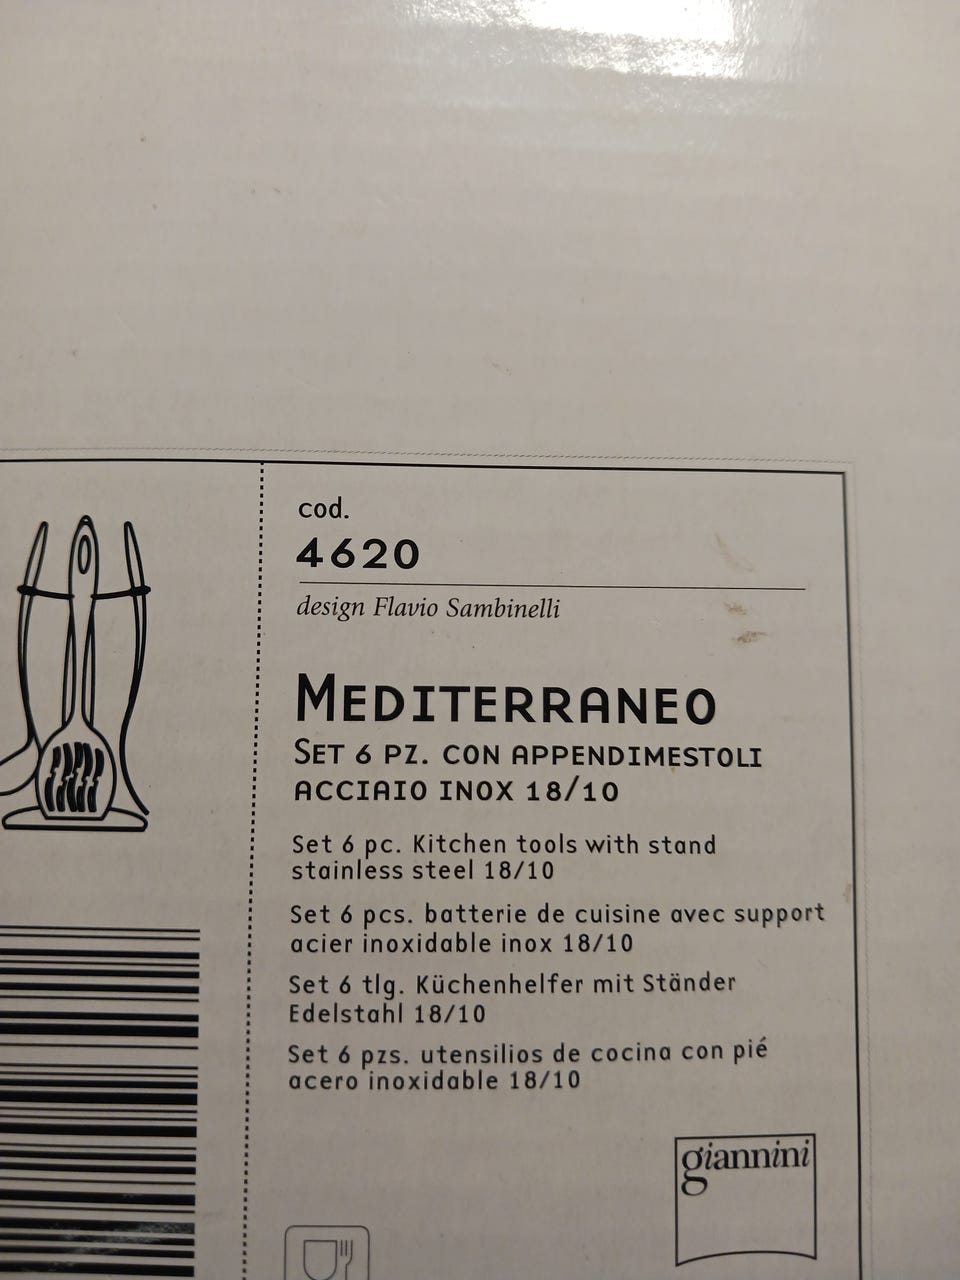 cod.
4620
design Flavio Sambinelli
MEDITERRANEO
SET 6 PZ. CON APPENDIMESTOLI
ACCIAIO INOX 18/10
Set 6 pc. Kitchen tools with stand
stainless steel 18/10
Set 6 pcs. batterie de cuisine avec support
acier inoxidable inox 18/10
Set 6 tlg. Küchenhelfer mit Ständer
Edelstahl 18/10
Set 6 pzs. utensilios de cocina con pié
acero inoxidable 18/10
giannini